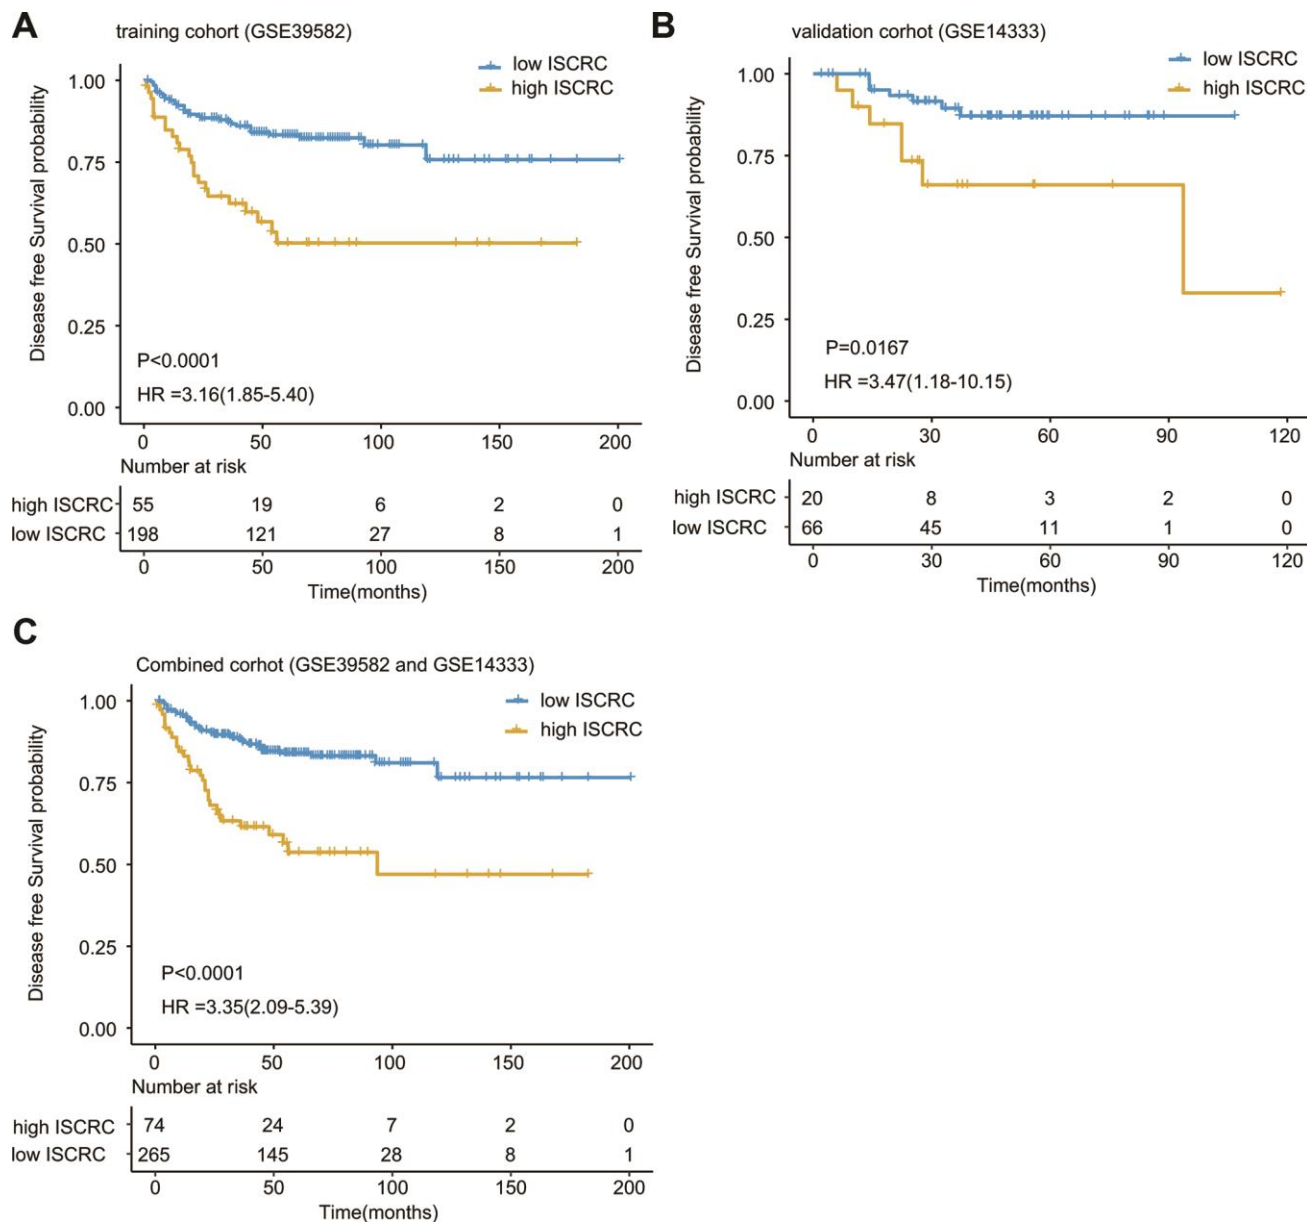 A
training cohort (GSE39582)
low ISCRC
high ISCRC
Disease free Survival probability
1.00
0.75
0.50
0.25
0.00
P<0.0001
HR =3.16(1.85-5.40)
0 50 100 150 200
Number at risk
high ISCRC 55 19 6 2 0
low ISCRC 198 121 27 8 1
0 50 100 150 200
Time(months)
B
validation corhot (GSE14333)
low ISCRC
high ISCRC
Disease free Survival probability
1.00
0.75
0.50
0.25
0.00
P=0.0167
HR =3.47(1.18-10.15)
0 30 60 90 120
Number at risk
high ISCRC 20 8 3 2 0
low ISCRC 66 45 11 1 0
0 30 60 90 120
Time(months)
C
Combined corhot (GSE39582 and GSE14333)
low ISCRC
high ISCRC
Disease free Survival probability
1.00
0.75
0.50
0.25
0.00
P<0.0001
HR =3.35(2.09-5.39)
0 50 100 150 200
Number at risk
high ISCRC 74 24 7 2 0
low ISCRC 265 145 28 8 1
0 50 100 150 200
Time(months)